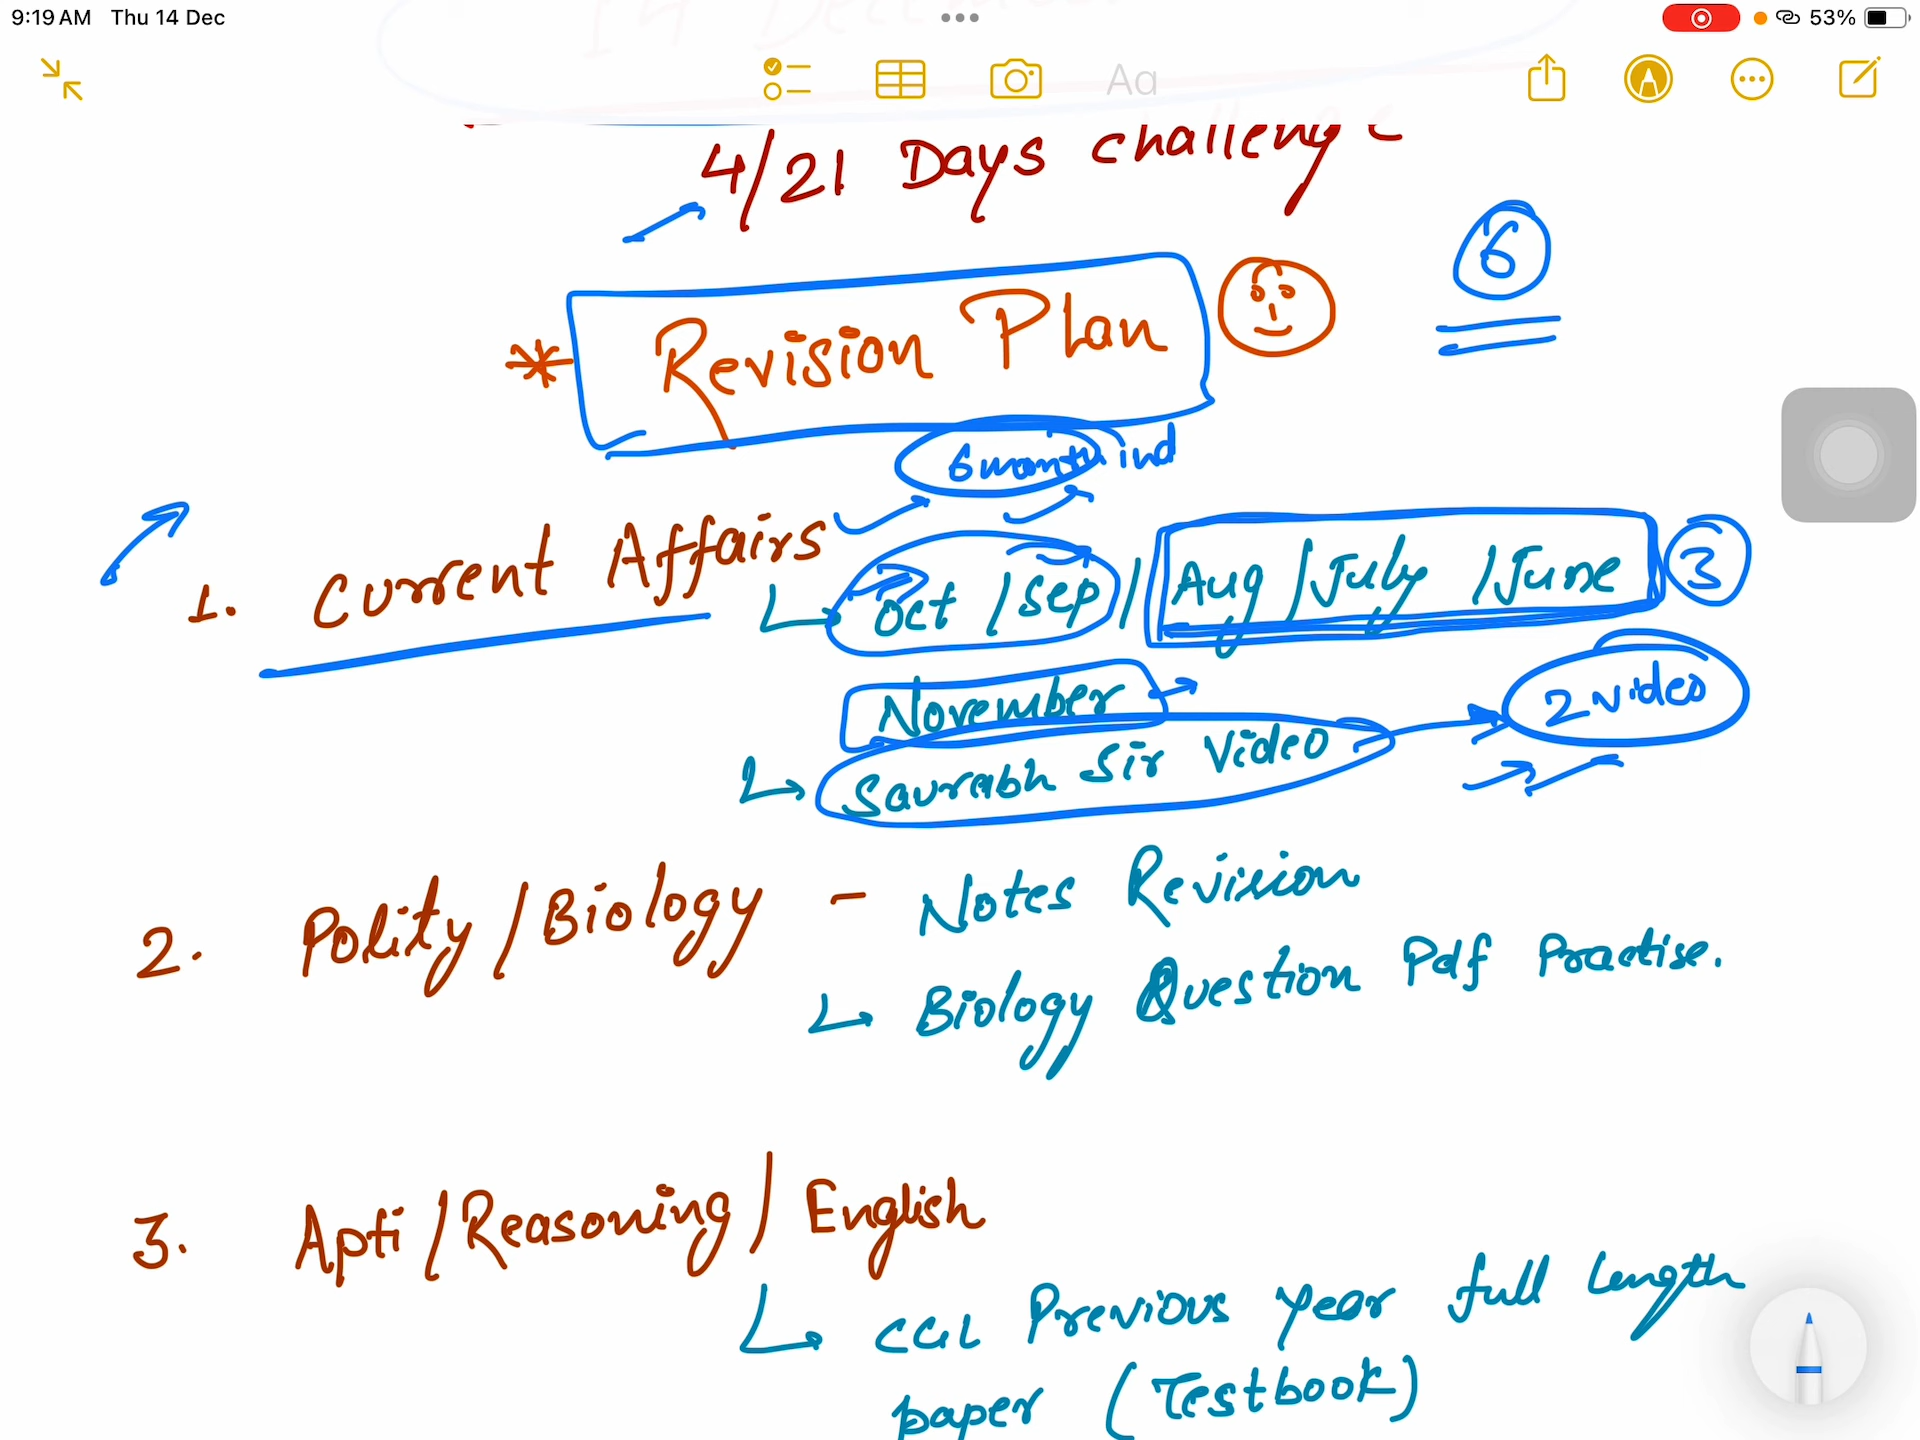 9:19 AM Thu 14 Dec
53%
14 December
Aa
4/21 Days challenge
6
* Revision Plan
6 month ind
1. Current Affairs
Oct / Sep / Aug / July / June 3
November
Saurabh Sir Video 2 video
2. Polity / Biology - Notes Revision
Biology Question Pdf Practise.
3. Apti / Reasoning / English
CGL Previous year full length
paper (Testbook)